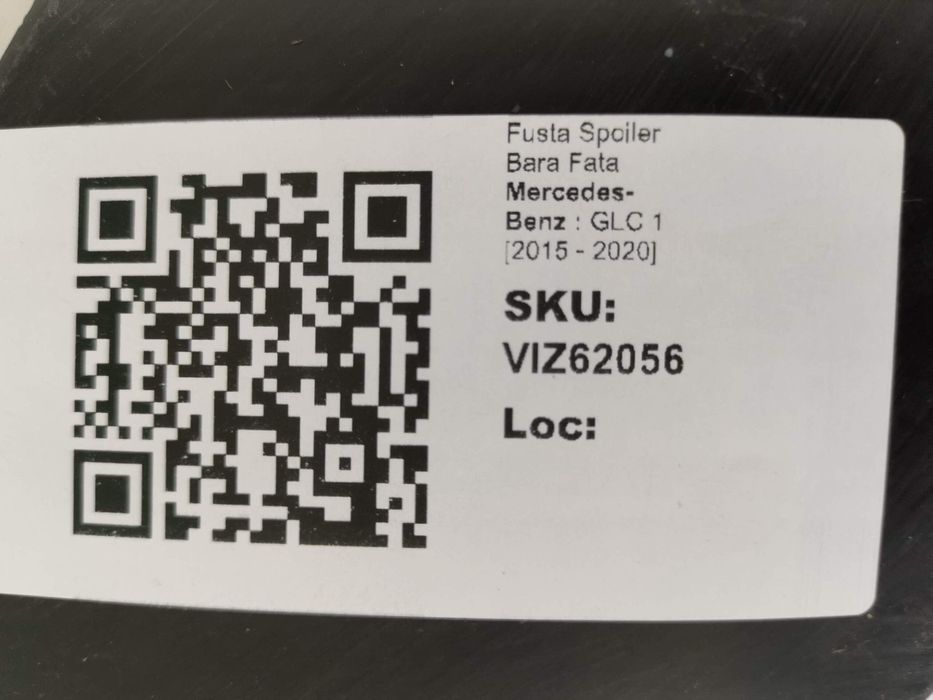 Fusta Spoiler
Bara Fata
Mercedes-
Benz : GLC 1
[2015 - 2020]
SKU:
VIZ62056
Loc: